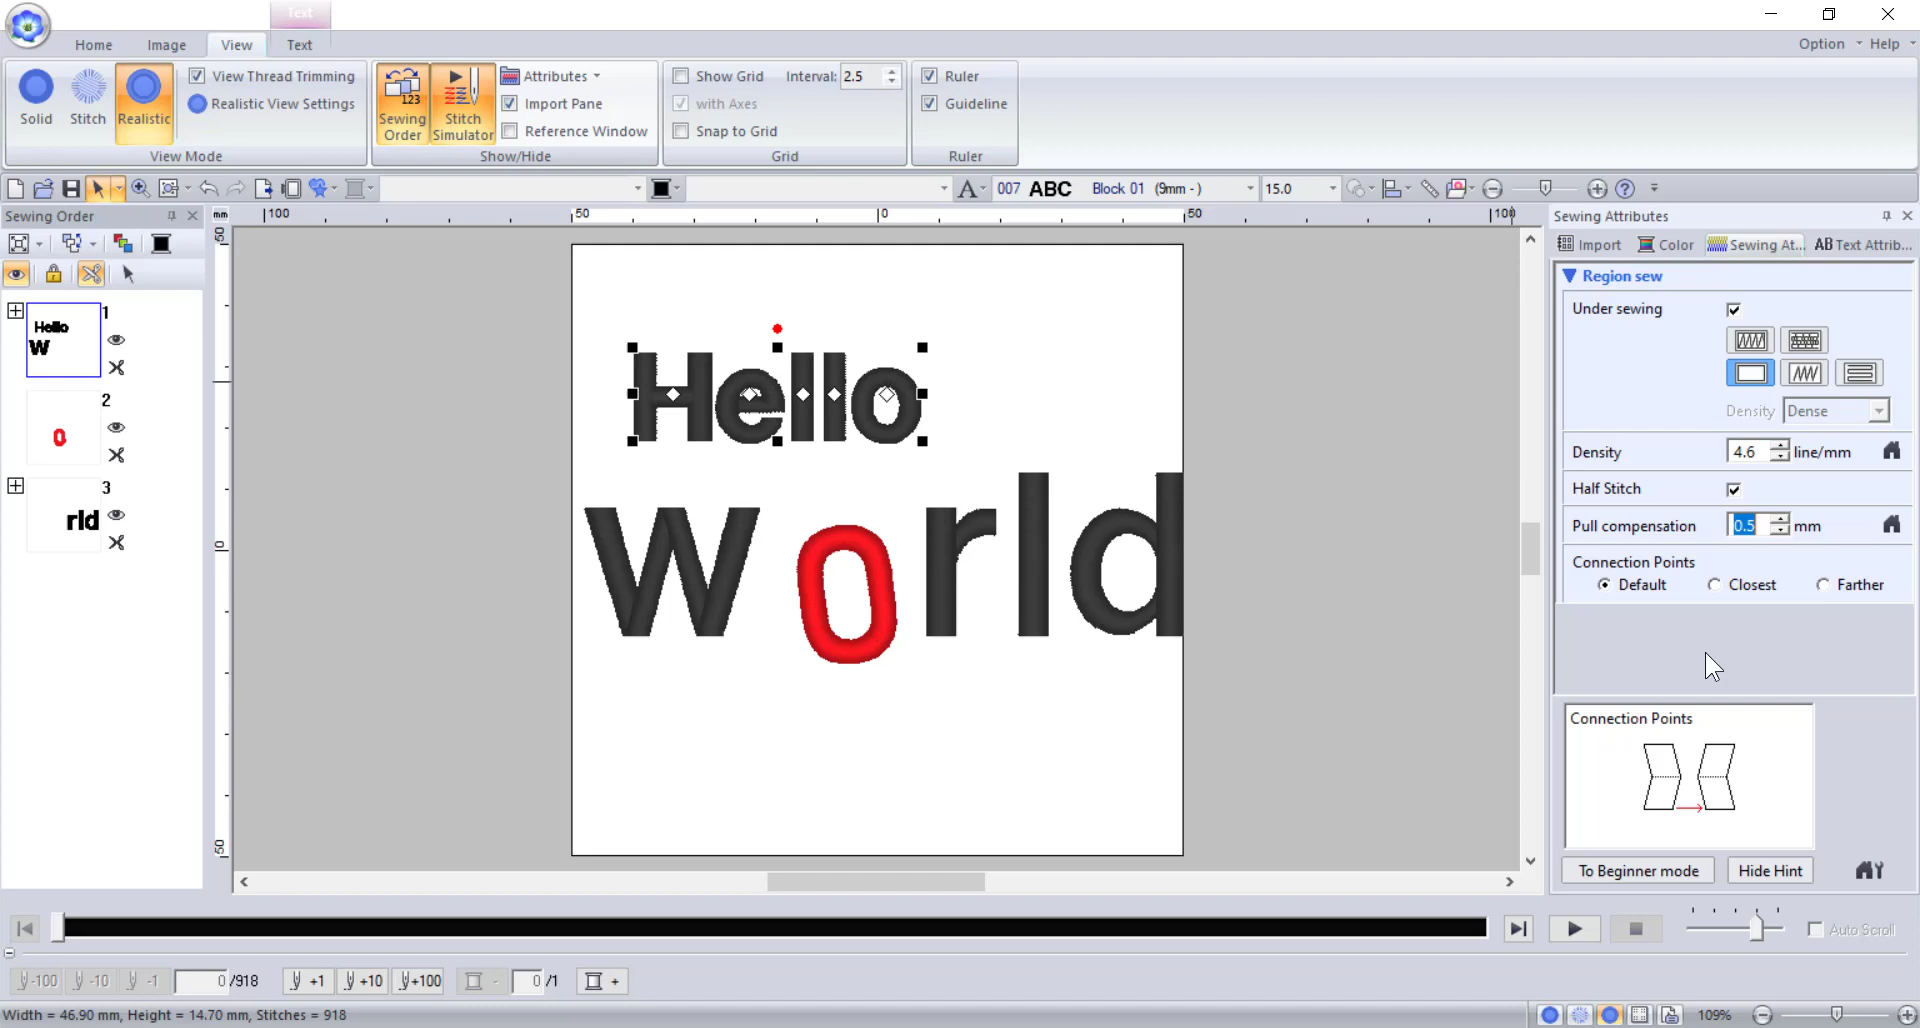 Text
Home Image View Text Option Help
View Thread Trimming
Realistic View Settings
Solid Stitch Realistic
View Mode
Sewing Order
123
Stitch Simulator
Attributes
Import Pane
Reference Window
Show/Hide
Show Grid Interval: 2.5
with Axes
Snap to Grid
Grid
Ruler
Guideline
Ruler
A 007 ABC Block 01 (9mm - ) 15.0
Sewing Order
mm 100 50 0 50 100
50
0
50
1
Hello
W
2
o
3
rld
Hello
w o rld
Sewing Attributes
Import Color Sewing At... AB Text Attrib...
Region sew
Under sewing
Density Dense
Density 4.6 line/mm
Half Stitch
Pull compensation 0.5 mm
Connection Points
Default Closest Farther
Connection Points
To Beginner mode Hide Hint
Auto Scroll
-100 -10 -1 0 /918 +1 +10 +100 - 0 /1 +
Width = 46.90 mm, Height = 14.70 mm, Stitches = 918 109%